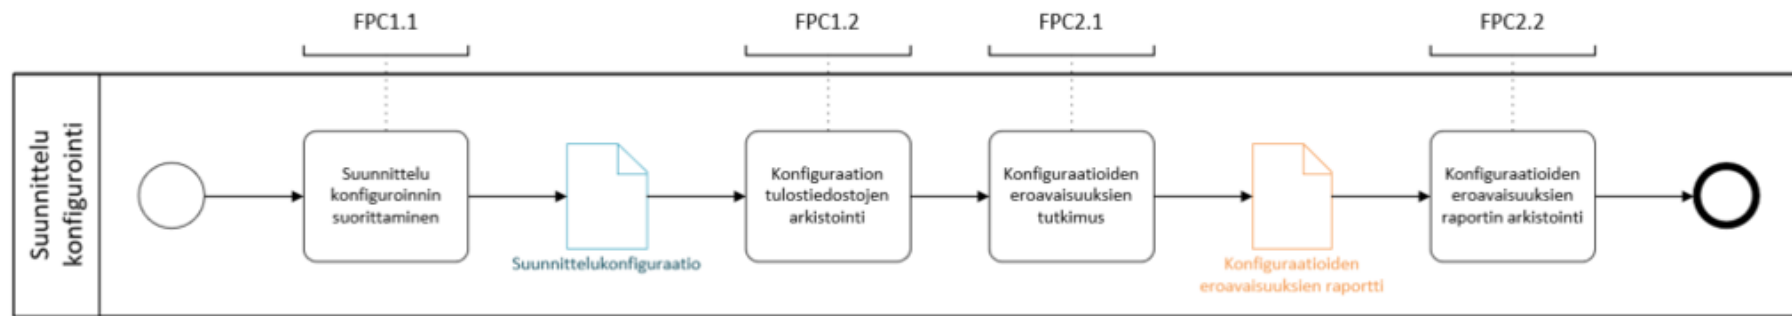 FPC1.1
FPC1.2
FPC2.1
FPC2.2
Suunnittelu
konfigurointi
Suunnittelu
konfiguroinnin
suorittaminen
Suunnittelukonfiguraatio
Konfiguraation
tulostiedostojen
arkistointi
Konfiguraatioiden
eroavaisuuksien
tutkimus
Konfiguraatioiden
eroavaisuuksien raportti
Konfiguraatioiden
eroavaisuuksien
raportin arkistointi